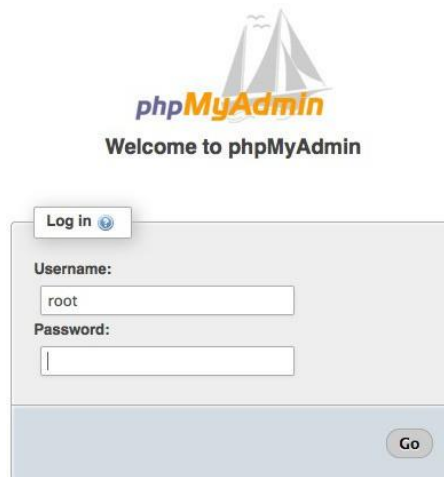 phpMyAdmin
Welcome to phpMyAdmin
Log in
Username:
root
Password:
Go